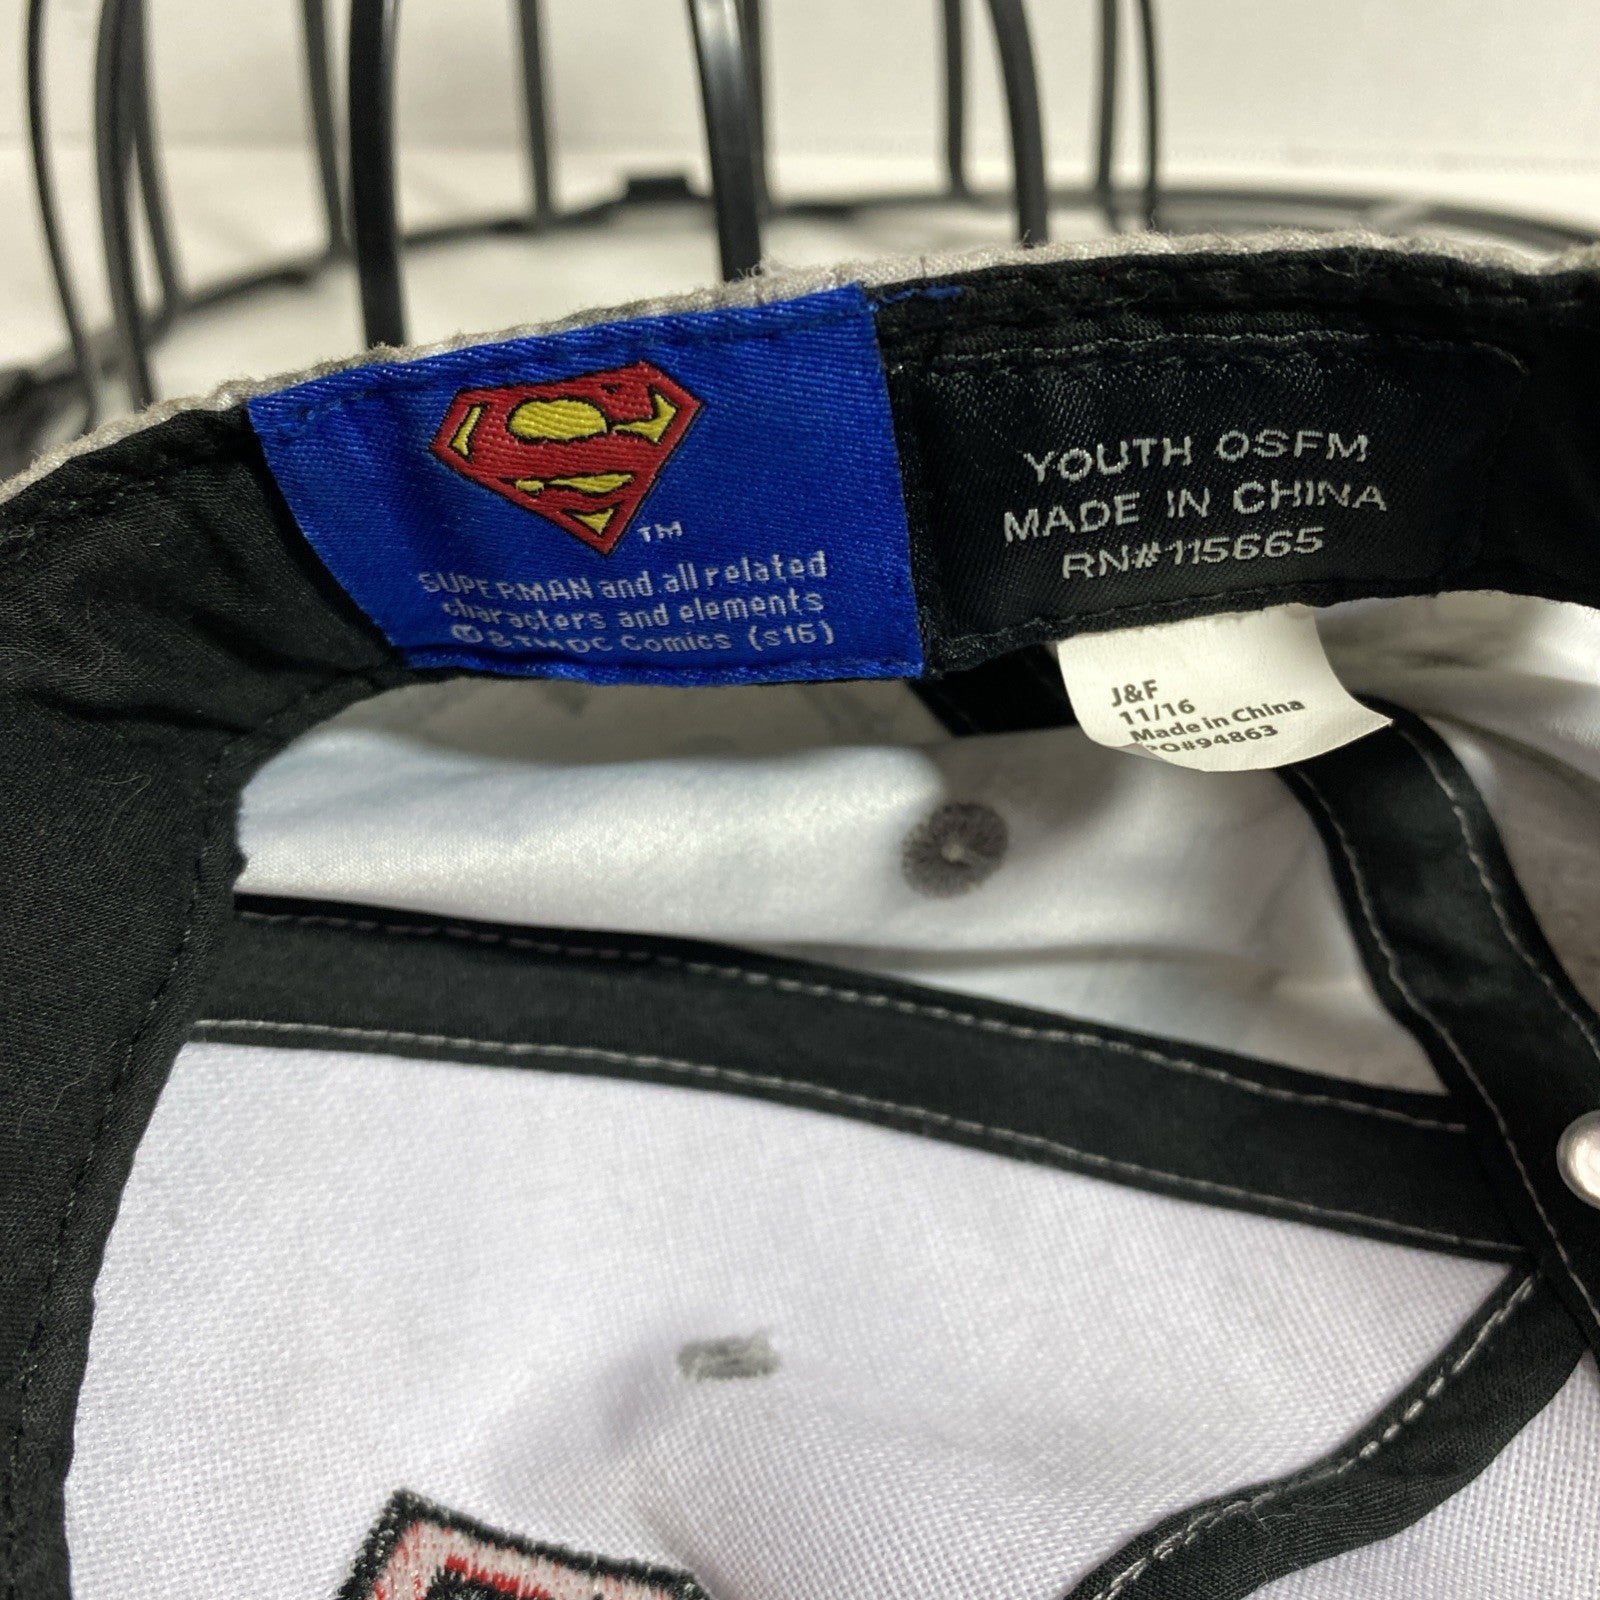 S
TM
SUPERMAN and all related
characters and elements
© & TM DC Comics (s16)
YOUTH OSFM
MADE IN CHINA
RN#115665
J&F
11/16
Made in China
PO#94863